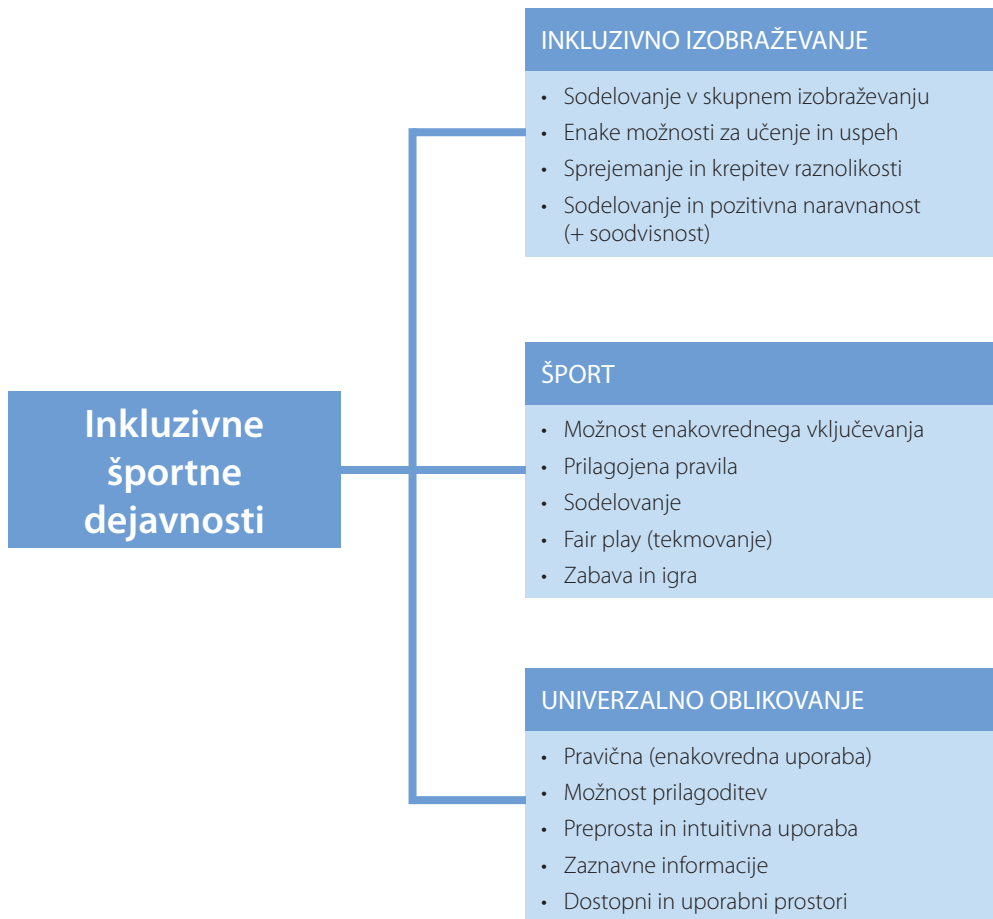 Inkluzivne
športne
dejavnosti
INKLUZIVNO IZOBRAŽEVANJE
• Sodelovanje v skupnem izobraževanju
• Enake možnosti za učenje in uspeh
• Sprejemanje in krepitev raznolikosti
• Sodelovanje in pozitivna naravnanost
(+ soodvisnost)
ŠPORT
• Možnost enakovrednega vključevanja
• Prilagojena pravila
• Sodelovanje
• Fair play (tekmovanje)
• Zabava in igra
UNIVERZALNO OBLIKOVANJE
• Pravična (enakovredna uporaba)
• Možnost prilagoditev
• Preprosta in intuitivna uporaba
• Zaznavne informacije
• Dostopni in uporabni prostori